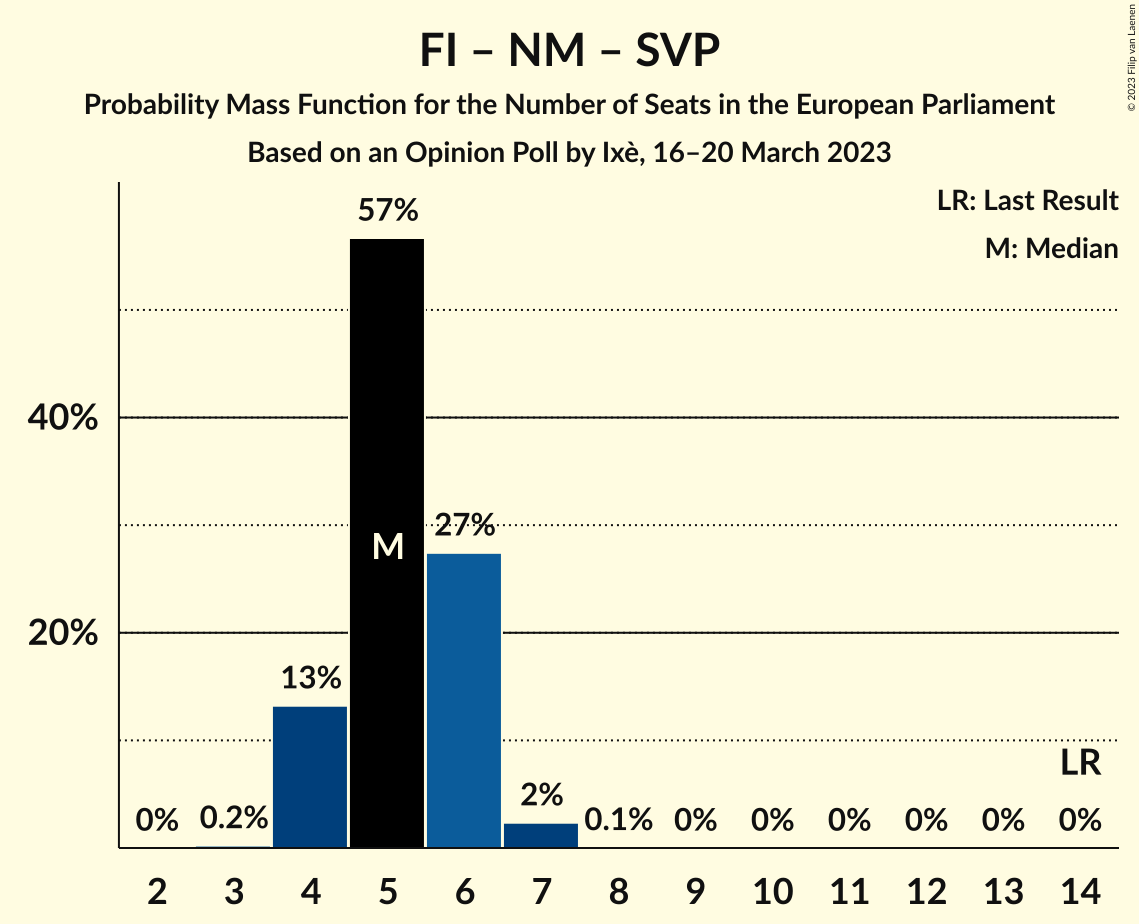 FI – NM – SVP
Probability Mass Function for the Number of Seats in the European Parliament
Based on an Opinion Poll by Ixè, 16–20 March 2023
© 2023 Filip van Laenen
LR: Last Result
M: Median
57%
40%
27%
M
20%
13%
LR
0% 0.2% 2% 0.1% 0% 0% 0% 0% 0% 0%
2 3 4 5 6 7 8 9 10 11 12 13 14